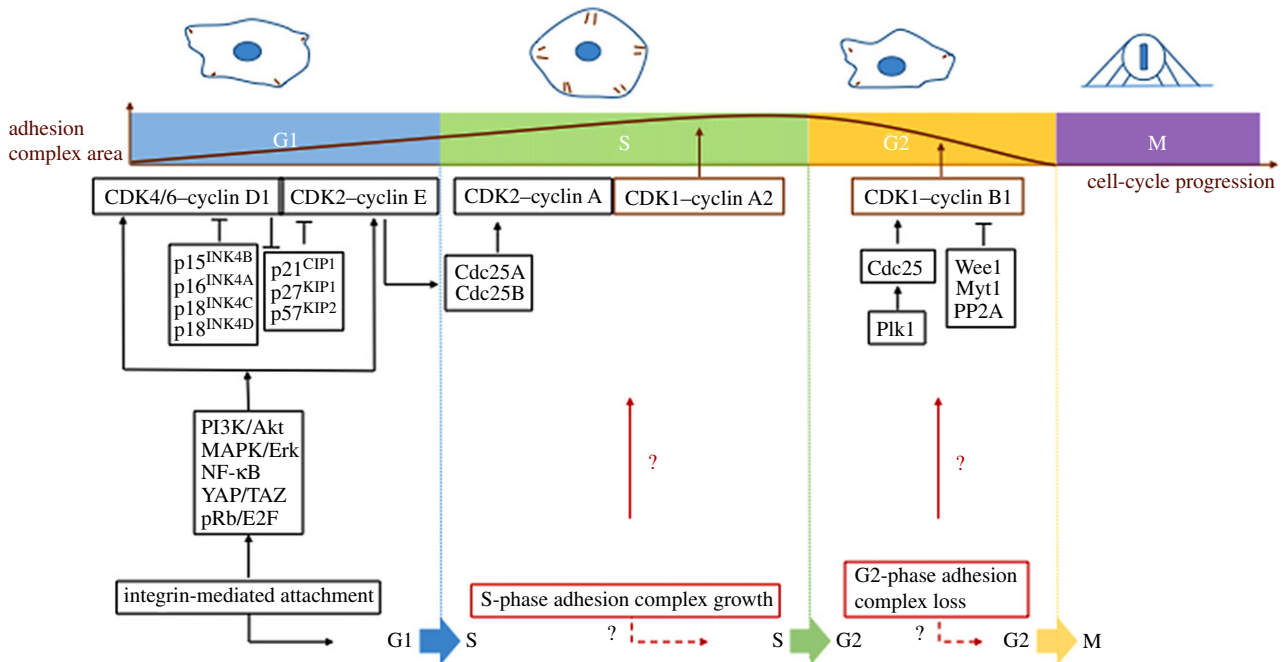 adhesion
complex area
G1
S
G2
M
cell-cycle progression
CDK4/6–cyclin D1
CDK2–cyclin E
CDK2–cyclin A
CDK1–cyclin A2
CDK1–cyclin B1
p15INK4B
p16INK4A
p18INK4C
p18INK4D
p21CIP1
p27KIP1
p57KIP2
Cdc25A
Cdc25B
Cdc25
Plk1
Wee1
Myt1
PP2A
PI3K/Akt
MAPK/Erk
NF-κB
YAP/TAZ
pRb/E2F
?
?
integrin-mediated attachment
S-phase adhesion complex growth
G2-phase adhesion
complex loss
G1 S
? S G2
? G2 M